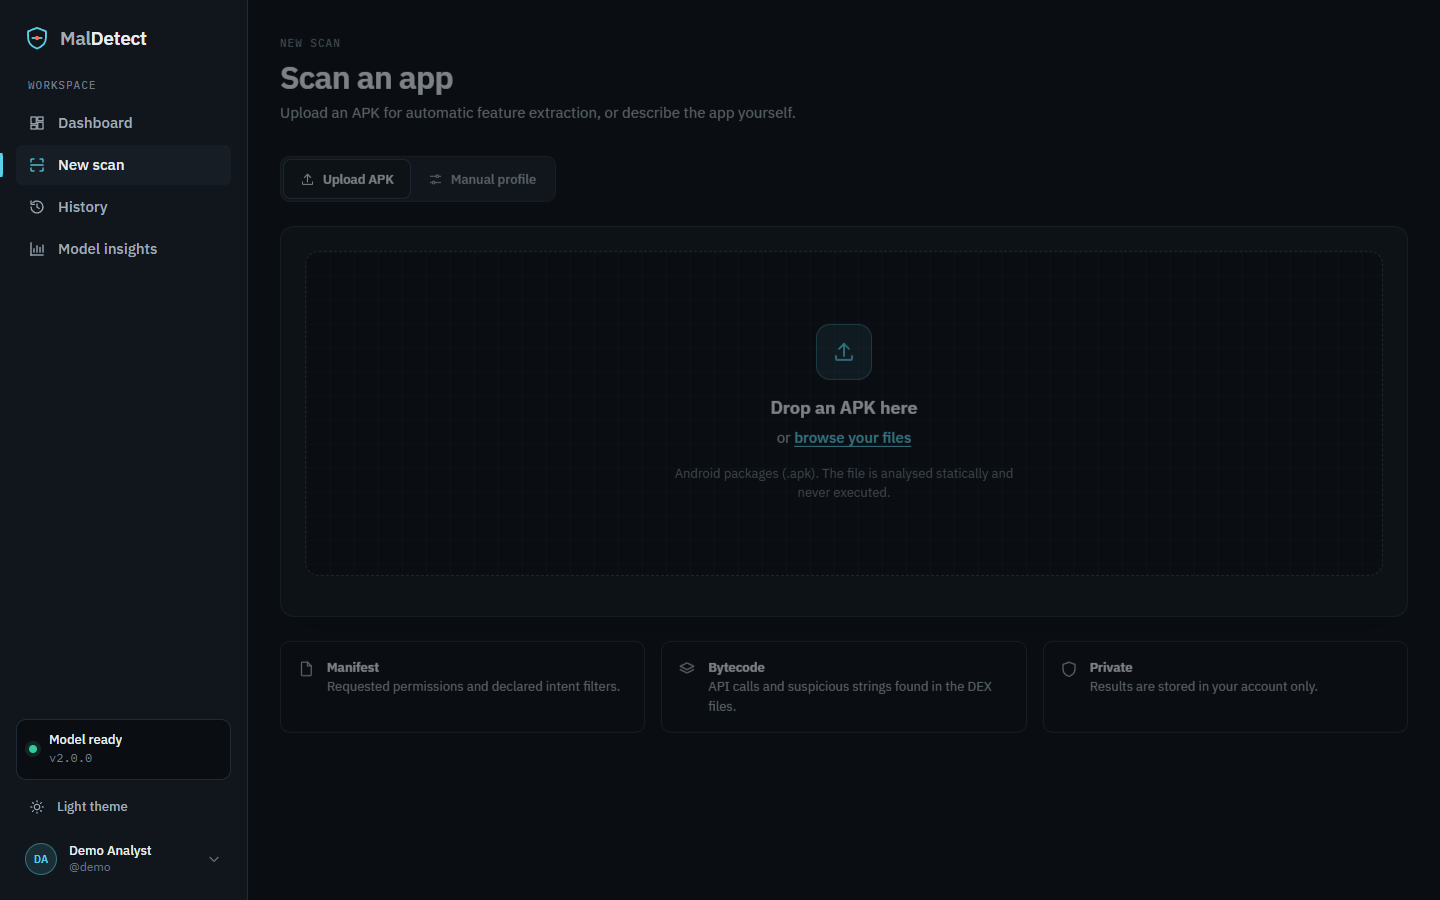 MalDetect
WORKSPACE
Dashboard
New scan
History
Model insights
Model ready
v2.0.0
Light theme
DA
Demo Analyst
@demo
NEW SCAN
Scan an app
Upload an APK for automatic feature extraction, or describe the app yourself.
Upload APK
Manual profile
Drop an APK here
or browse your files
Android packages (.apk). The file is analysed statically and
never executed.
Manifest
Requested permissions and declared intent filters.
Bytecode
API calls and suspicious strings found in the DEX
files.
Private
Results are stored in your account only.